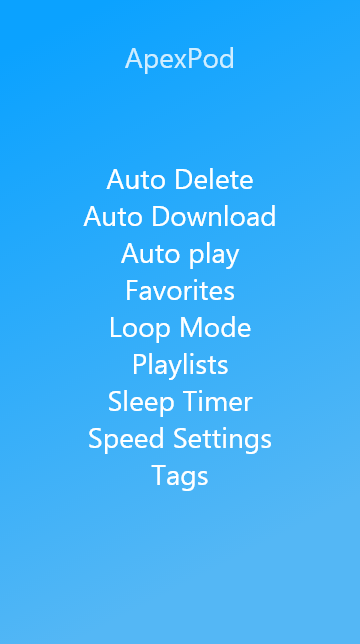 ApexPod
Auto Delete
Auto Download
Auto play
Favorites
Loop Mode
Playlists
Sleep Timer
Speed Settings
Tags